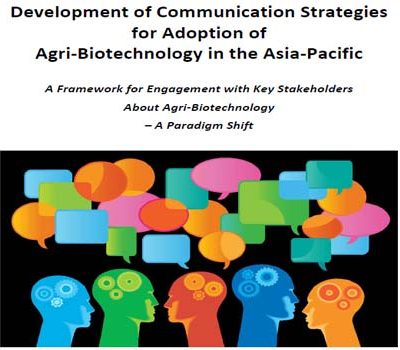 Development of Communication Strategies
for Adoption of
Agri-Biotechnology in the Asia-Pacific
A Framework for Engagement with Key Stakeholders
About Agri-Biotechnology
– A Paradigm Shift